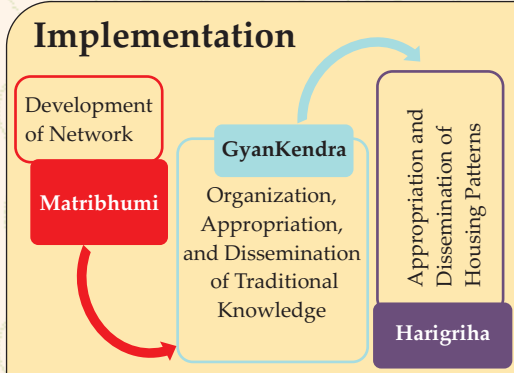 Implementation
Development
of Network
Matribhumi
GyanKendra
Organization,
Appropriation,
and Dissemination
of Traditional
Knowledge
Appropriation and
Dissemination of
Housing Patterns
Harigriha